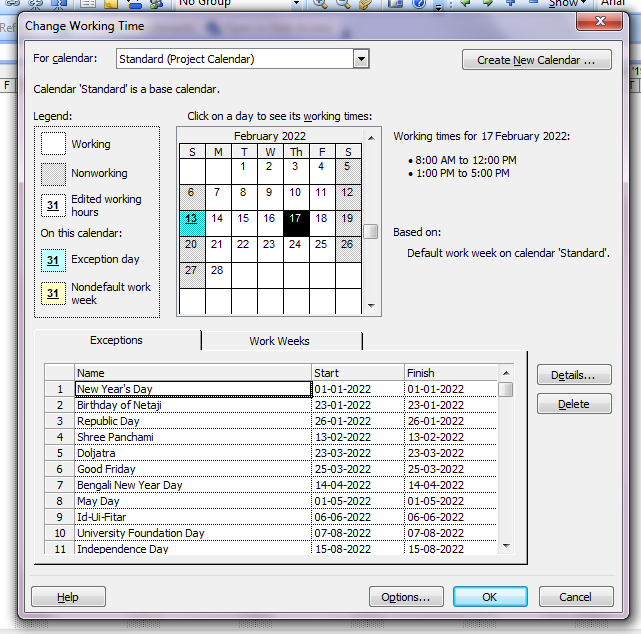 No Group
Show
Arial
Ref
Change Working Time
For calendar: Standard (Project Calendar) Create New Calendar ...
Calendar 'Standard' is a base calendar.
Legend: Click on a day to see its working times:
February 2022
S M T W Th F S
1 2 3 4 5
6 7 8 9 10 11 12
13 14 15 16 17 18 19
20 21 22 23 24 25 26
27 28
Working
Nonworking
31 Edited working hours
On this calendar:
31 Exception day
31 Nondefault work week
Working times for 17 February 2022:
• 8:00 AM to 12:00 PM
• 1:00 PM to 5:00 PM
Based on:
Default work week on calendar 'Standard'.
Exceptions Work Weeks
Name Start Finish
1 New Year's Day 01-01-2022 01-01-2022
2 Birthday of Netaji 23-01-2022 23-01-2022
3 Republic Day 26-01-2022 26-01-2022
4 Shree Panchami 13-02-2022 13-02-2022
5 Doljatra 23-03-2022 23-03-2022
6 Good Friday 25-03-2022 25-03-2022
7 Bengali New Year Day 14-04-2022 14-04-2022
8 May Day 01-05-2022 01-05-2022
9 Id-Ui-Fitar 06-06-2022 06-06-2022
10 University Foundation Day 07-08-2022 07-08-2022
11 Independence Day 15-08-2022 15-08-2022
Details...
Delete
Help Options... OK Cancel